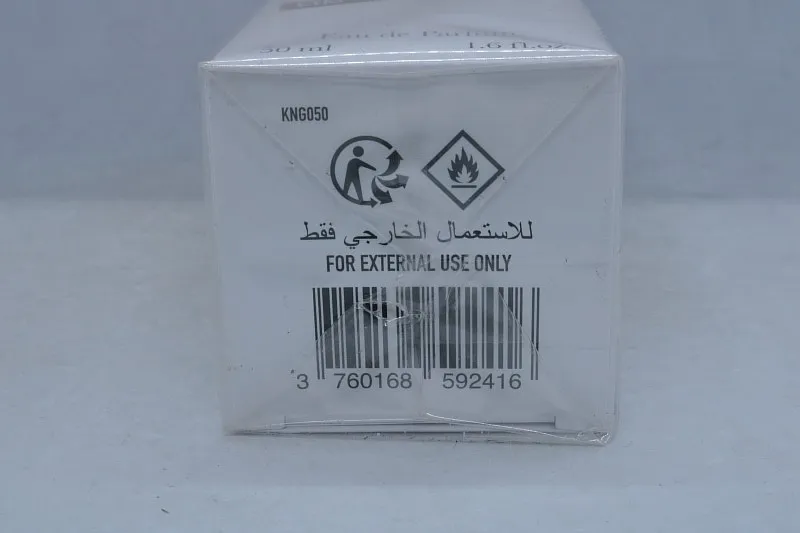 Eau de Parfum
50 ml 1.6 fl.oz
KNG050
للاستعمال الخارجي فقط
FOR EXTERNAL USE ONLY
3 760168 592416